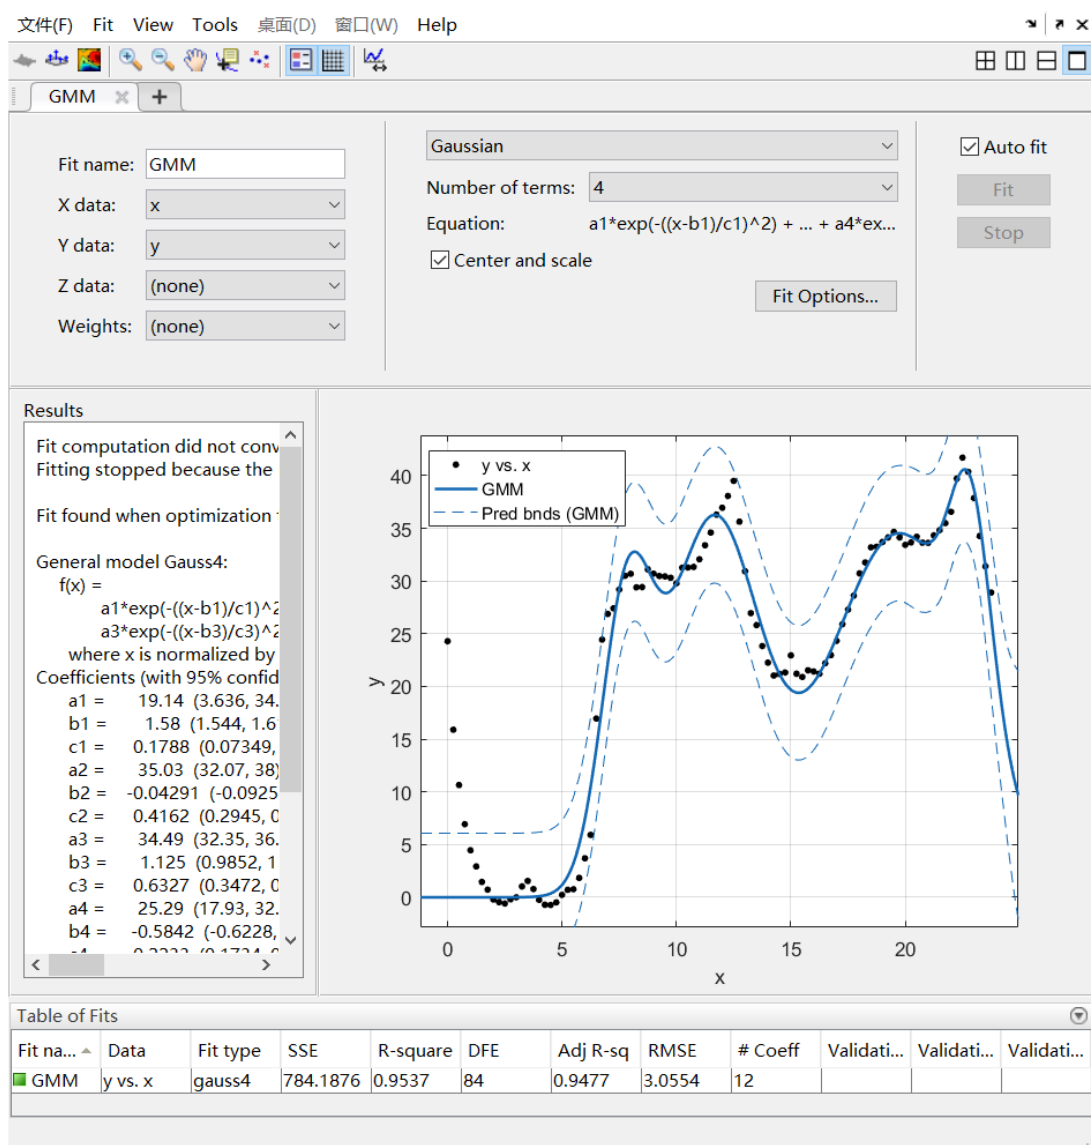 文件(F) Fit View Tools 桌面(D) 窗口(W) Help
GMM
Fit name: GMM
X data: x
Y data: y
Z data: (none)
Weights: (none)
Gaussian
Number of terms: 4
Equation: a1*exp(-((x-b1)/c1)^2) + ... + a4*ex...
Center and scale
Fit Options...
Auto fit
Fit
Stop
Results
Fit computation did not conv
Fitting stopped because the
Fit found when optimization
General model Gauss4:
f(x) =
a1*exp(-((x-b1)/c1)^2
a3*exp(-((x-b3)/c3)^2
where x is normalized by
Coefficients (with 95% confid
a1 = 19.14 (3.636, 34.
b1 = 1.58 (1.544, 1.6
c1 = 0.1788 (0.07349,
a2 = 35.03 (32.07, 38)
b2 = -0.04291 (-0.0925
c2 = 0.4162 (0.2945, 0
a3 = 34.49 (32.35, 36.
b3 = 1.125 (0.9852, 1
c3 = 0.6327 (0.3472, 0
a4 = 25.29 (17.93, 32.
b4 = -0.5842 (-0.6228,
y vs. x
GMM
Pred bnds (GMM)
40
35
30
25
20
15
10
5
0
y
0 5 10 15 20
x
Table of Fits
Fit na... Data Fit type SSE R-square DFE Adj R-sq RMSE # Coeff Validati... Validati... Validati...
GMM y vs. x gauss4 784.1876 0.9537 84 0.9477 3.0554 12